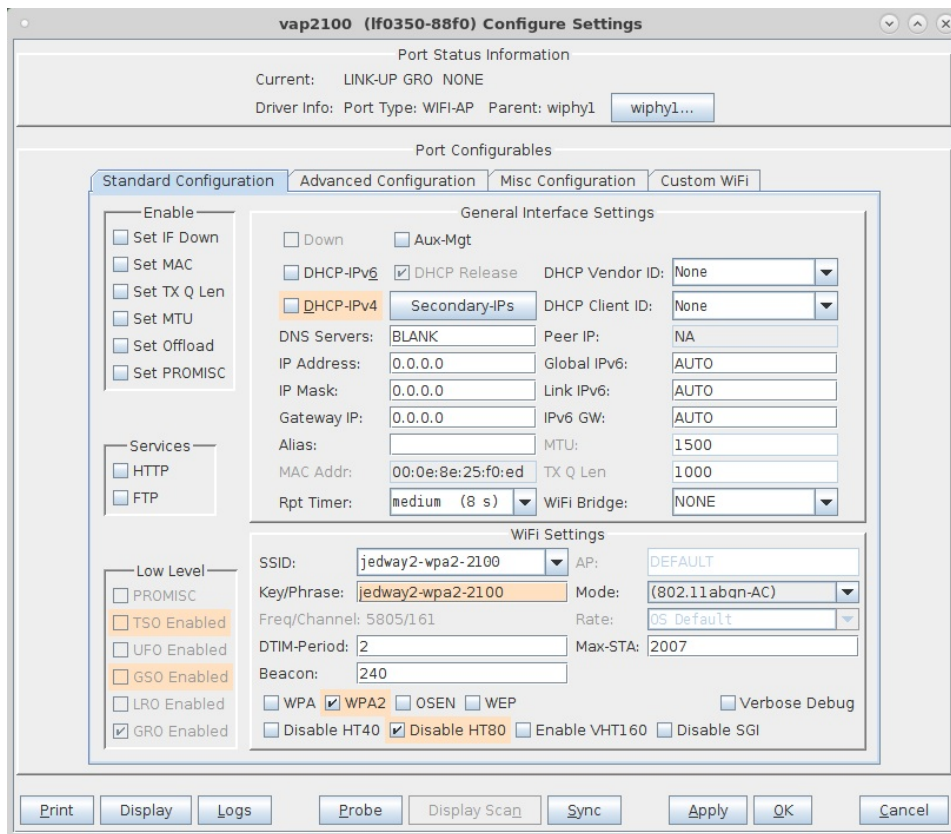 vap2100 (lf0350-88f0) Configure Settings
Port Status Information
Current: LINK-UP GRO NONE
Driver Info: Port Type: WIFI-AP Parent: wiphy1 wiphy1...
Port Configurables
Standard Configuration Advanced Configuration Misc Configuration Custom WiFi
Enable
Set IF Down
Set MAC
Set TX Q Len
Set MTU
Set Offload
Set PROMISC
Services
HTTP
FTP
Low Level
PROMISC
TSO Enabled
UFO Enabled
GSO Enabled
LRO Enabled
GRO Enabled
General Interface Settings
Down Aux-Mgt
DHCP-IPv6 DHCP Release DHCP Vendor ID: None
DHCP-IPv4 Secondary-IPs DHCP Client ID: None
DNS Servers: BLANK Peer IP: NA
IP Address: 0.0.0.0 Global IPv6: AUTO
IP Mask: 0.0.0.0 Link IPv6: AUTO
Gateway IP: 0.0.0.0 IPv6 GW: AUTO
Alias: MTU: 1500
MAC Addr: 00:0e:8e:25:f0:ed TX Q Len 1000
Rpt Timer: medium (8 s) WiFi Bridge: NONE
WiFi Settings
SSID: jedway2-wpa2-2100 AP: DEFAULT
Key/Phrase: jedway2-wpa2-2100 Mode: (802.11abgn-AC)
Freq/Channel: 5805/161 Rate: OS Default
DTIM-Period: 2 Max-STA: 2007
Beacon: 240
WPA WPA2 OSEN WEP Verbose Debug
Disable HT40 Disable HT80 Enable VHT160 Disable SGI
Print Display Logs Probe Display Scan Sync Apply OK Cancel